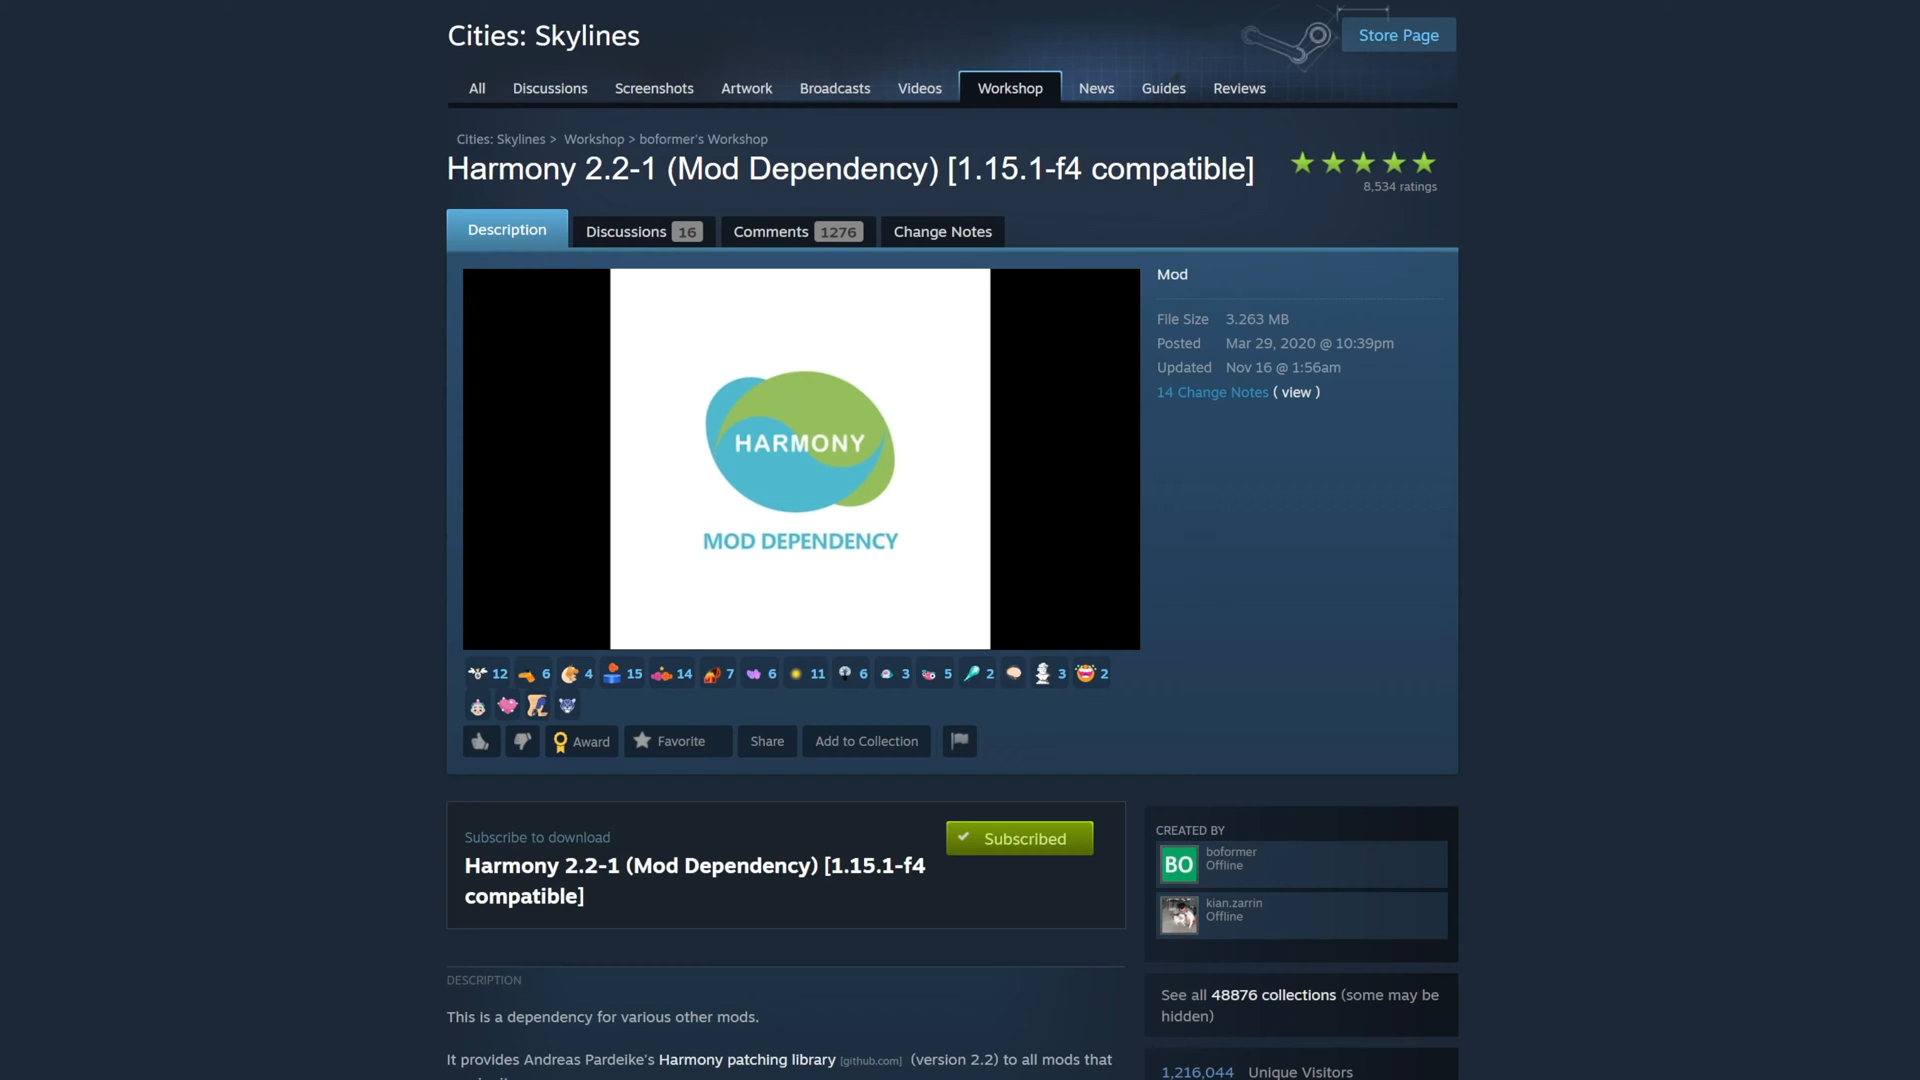 Cities: Skylines
Store Page
All Discussions Screenshots Artwork Broadcasts Videos Workshop News Guides Reviews
Cities: Skylines > Workshop > boformer's Workshop
Harmony 2.2-1 (Mod Dependency) [1.15.1-f4 compatible]
8,534 ratings
Description Discussions 16 Comments 1276 Change Notes
HARMONY
MOD DEPENDENCY
Mod
File Size 3.263 MB
Posted Mar 29, 2020 @ 10:39pm
Updated Nov 16 @ 1:56am
14 Change Notes ( view )
12 6 4 15 14 7 6 11 6 3 5 2 3 2
Award Favorite Share Add to Collection
Subscribe to download
Harmony 2.2-1 (Mod Dependency) [1.15.1-f4
compatible]
Subscribed
CREATED BY
BO
boformer
Offline
kian.zarrin
Offline
DESCRIPTION
This is a dependency for various other mods.
It provides Andreas Pardeike's Harmony patching library [github.com] (version 2.2) to all mods that
See all 48876 collections (some may be
hidden)
1,216,044 Unique Visitors